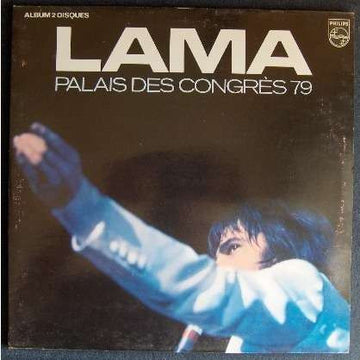 ALBUM 2 DISQUES
PHILIPS
LAMA
PALAIS DES CONGRÈS 79